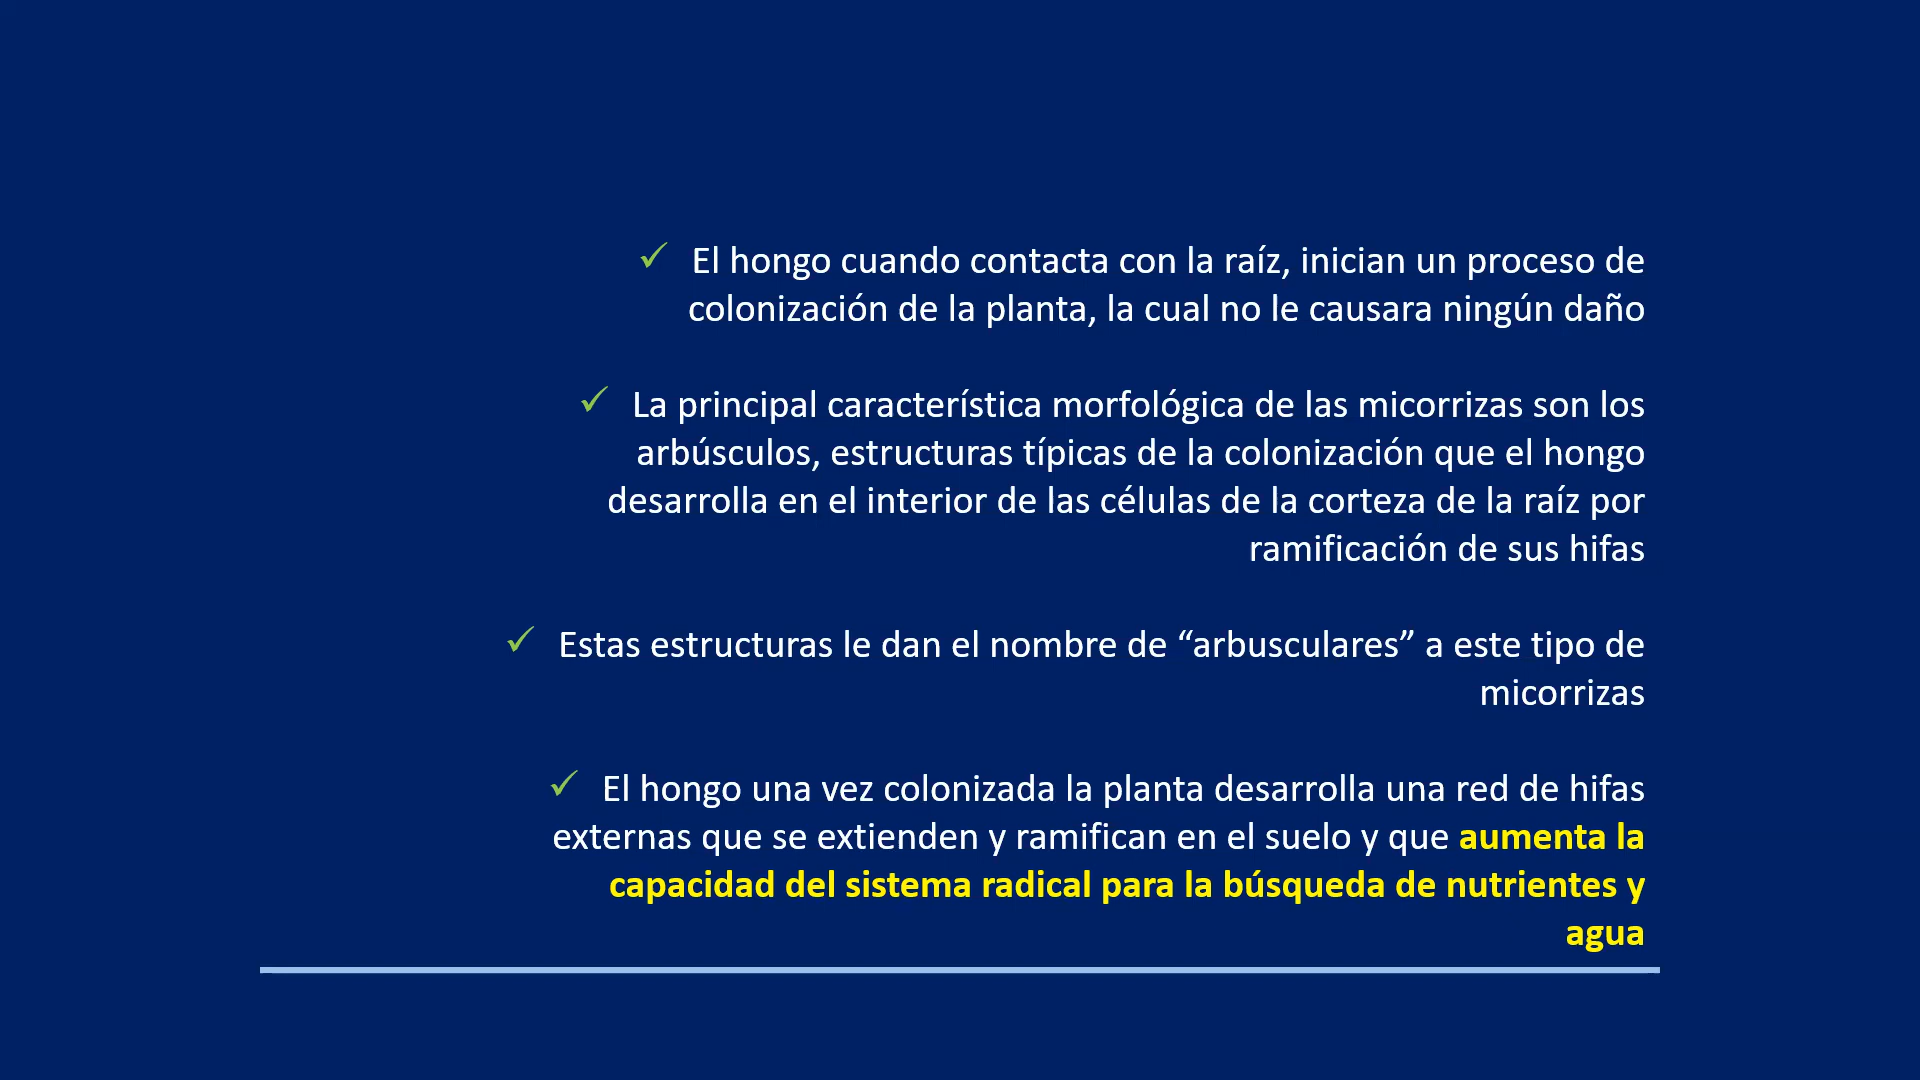 ✓ El hongo cuando contacta con la raíz, inician un proceso de
colonización de la planta, la cual no le causara ningún daño
✓ La principal característica morfológica de las micorrizas son los
arbúsculos, estructuras típicas de la colonización que el hongo
desarrolla en el interior de las células de la corteza de la raíz por
ramificación de sus hifas
✓ Estas estructuras le dan el nombre de “arbusculares” a este tipo de
micorrizas
✓ El hongo una vez colonizada la planta desarrolla una red de hifas
externas que se extienden y ramifican en el suelo y que aumenta la
capacidad del sistema radical para la búsqueda de nutrientes y
agua